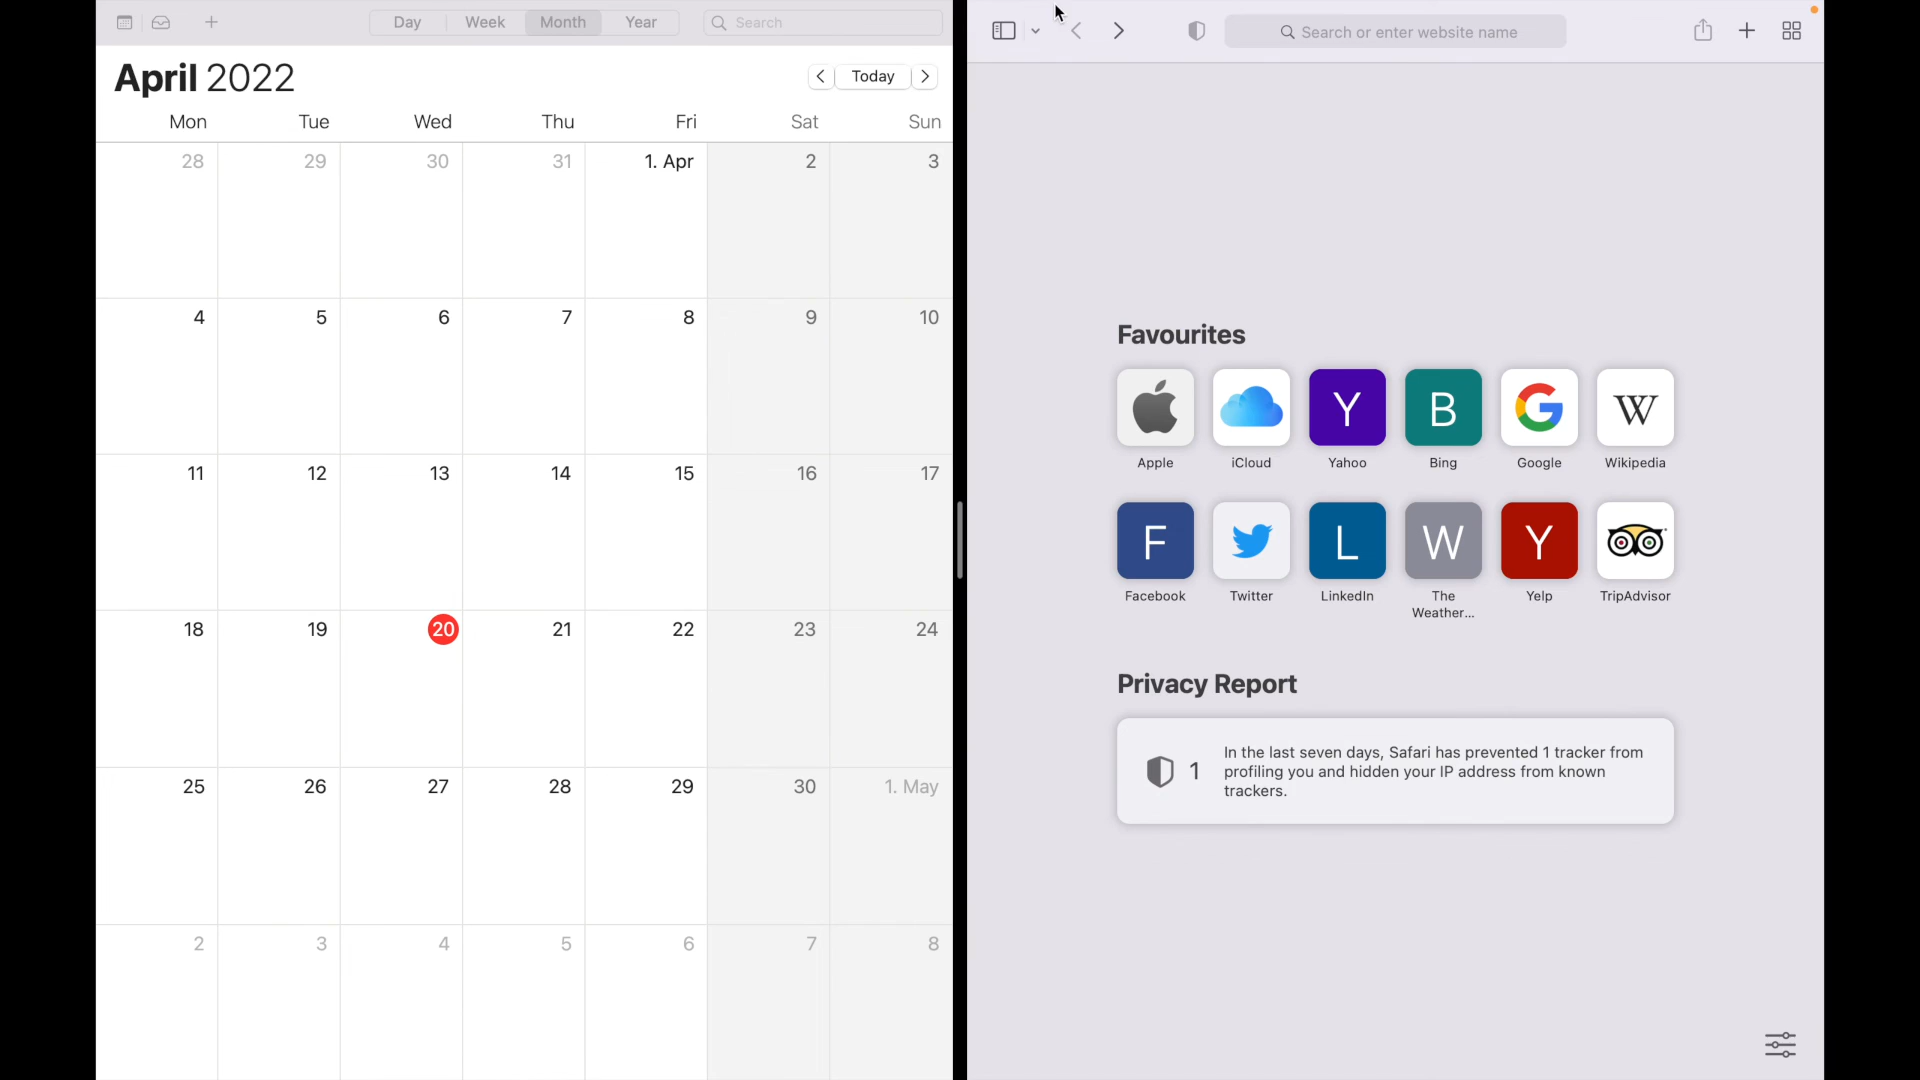 Day Week Month Year Search
April 2022
Today
Mon Tue Wed Thu Fri Sat Sun
28 29 30 31 1. Apr 2 3
4 5 6 7 8 9 10
11 12 13 14 15 16 17
18 19 20 21 22 23 24
25 26 27 28 29 30 1. May
2 3 4 5 6 7 8
Search or enter website name
Favourites
Y B G W
Apple iCloud Yahoo Bing Google Wikipedia
F L W Y
Facebook Twitter LinkedIn The Yelp TripAdvisor
Weather...
Privacy Report
1
In the last seven days, Safari has prevented 1 tracker from
profiling you and hidden your IP address from known
trackers.